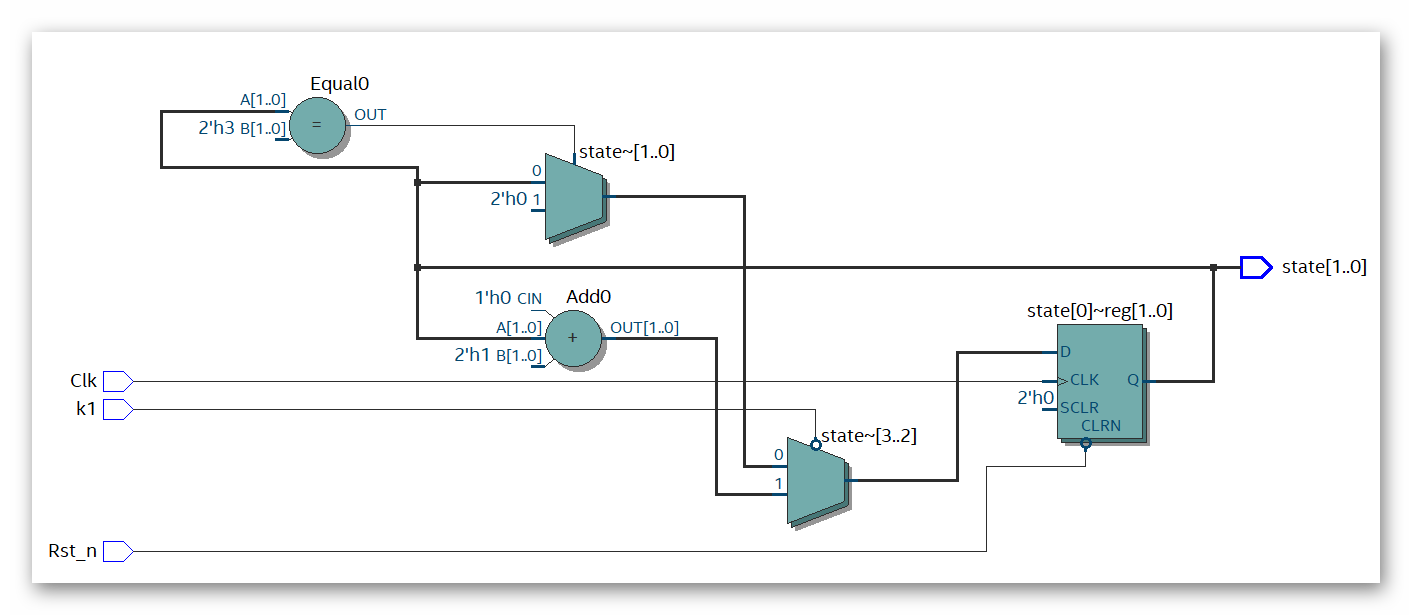 Equal0
A[1..0]
2'h3 B[1..0]
=
OUT
state~[1..0]
0
2'h0 1
state[1..0]
1'h0 CIN
Add0
A[1..0]
+
OUT[1..0]
2'h1 B[1..0]
state[0]~reg[1..0]
D
Clk
CLK
Q
k1
2'h0
SCLR
CLRN
state~[3..2]
0
1
Rst_n